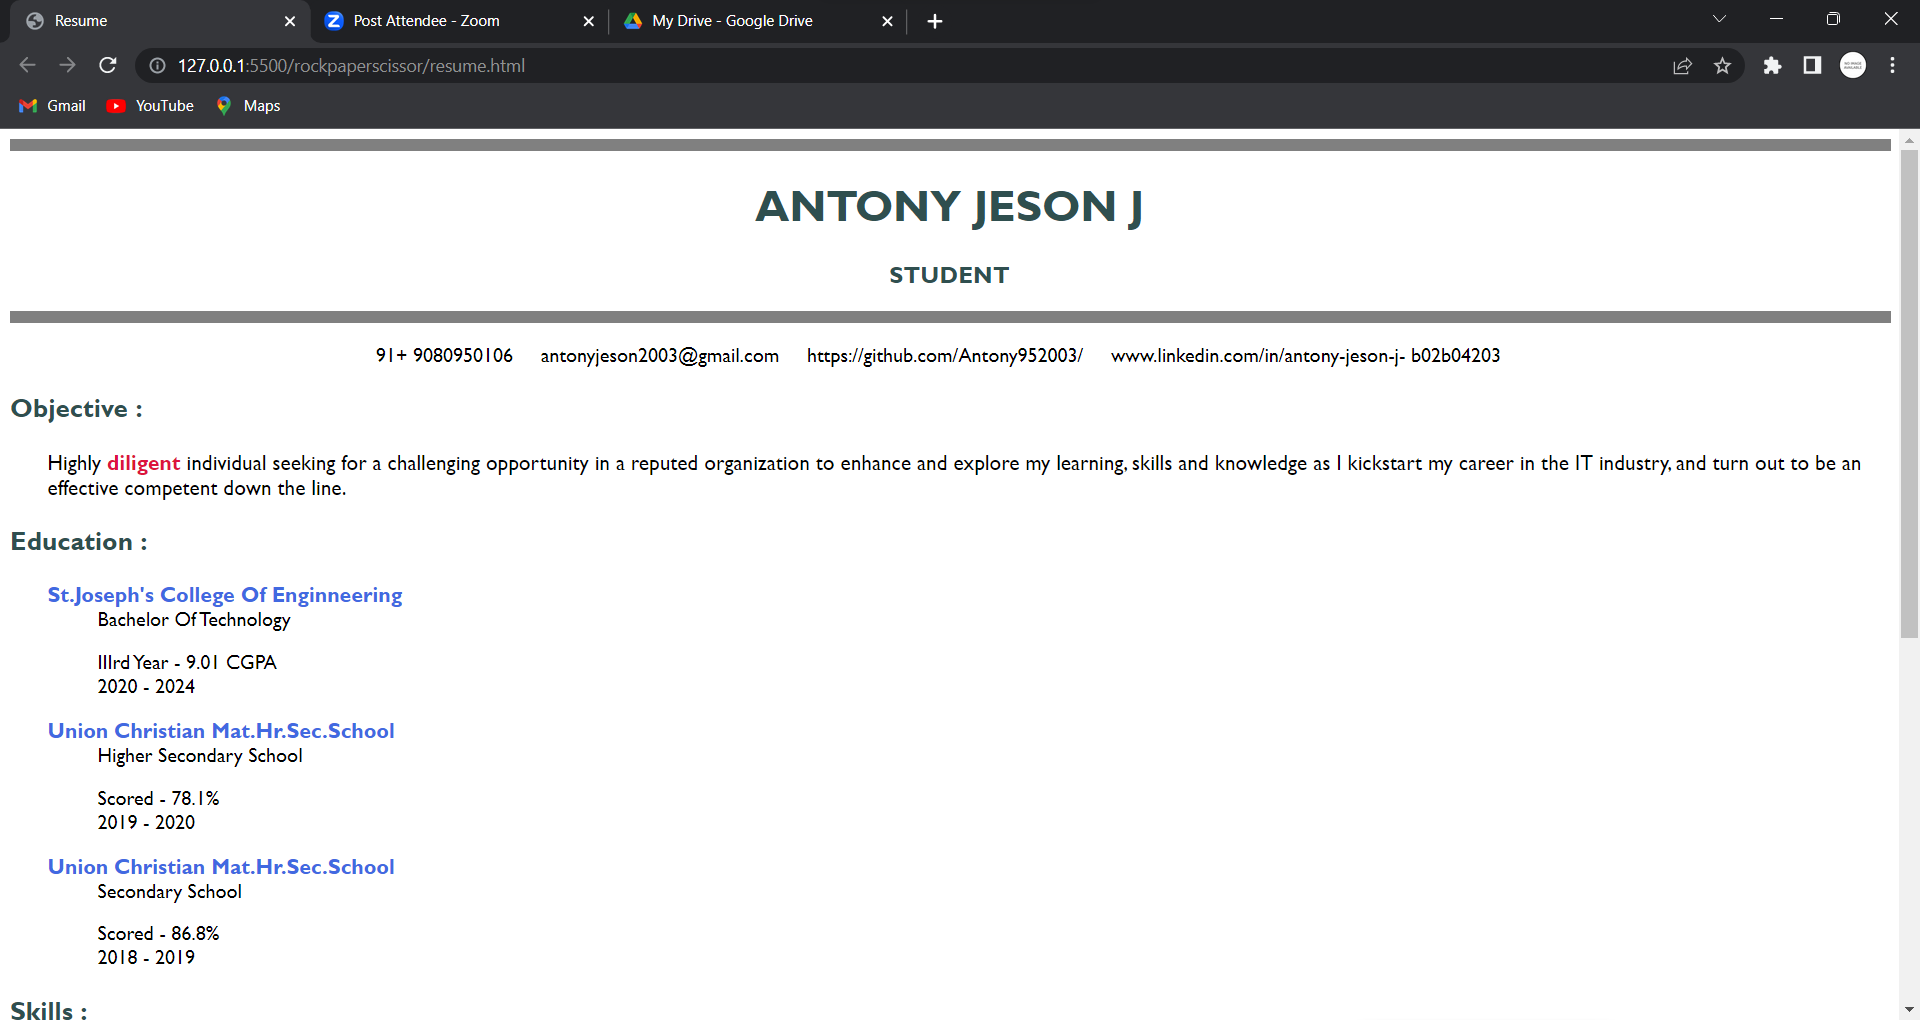 Resume
Post Attendee - Zoom
My Drive - Google Drive
127.0.0.1:5500/rockpaperscissor/resume.html
Gmail
YouTube
Maps
ANTONY JESON J
STUDENT
91+ 9080950106 antonyjeson2003@gmail.com https://github.com/Antony952003/ www.linkedin.com/in/antony-jeson-j- b02b04203
Objective :
Highly diligent individual seeking for a challenging opportunity in a reputed organization to enhance and explore my learning, skills and knowledge as I kickstart my career in the IT industry, and turn out to be an
effective competent down the line.
Education :
St.Joseph's College Of Enginneering
Bachelor Of Technology
IIIrd Year - 9.01 CGPA
2020 - 2024
Union Christian Mat.Hr.Sec.School
Higher Secondary School
Scored - 78.1%
2019 - 2020
Union Christian Mat.Hr.Sec.School
Secondary School
Scored - 86.8%
2018 - 2019
Skills :